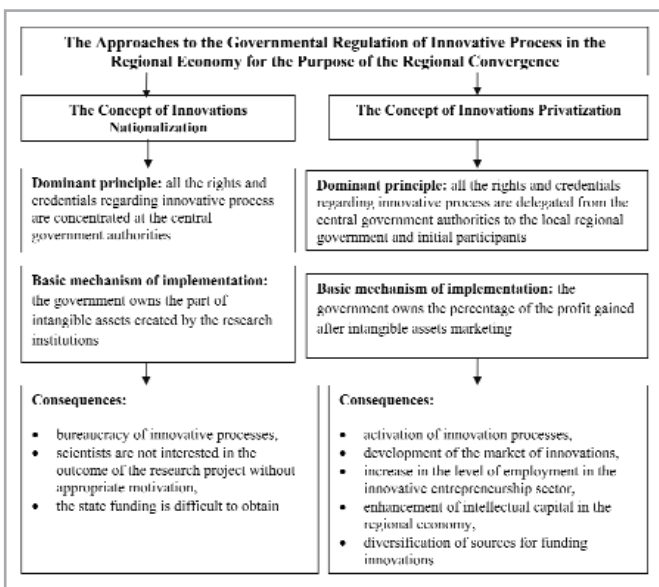 The Approaches to the Governmental Regulation of Innovative Process in the
Regional Economy for the Purpose of the Regional Convergence
The Concept of Innovations
Nationalization
Dominant principle: all the rights and
credentials regarding innovative process
are concentrated at the central
government authorities
Basic mechanism of implementation:
the government owns the part of
intangible assets created by the research
institutions
Consequences:
• bureaucracy of innovative processes,
• scientists are not interested in the
outcome of the research project without
appropriate motivation,
• the state funding is difficult to obtain
The Concept of Innovations Privatization
Dominant principle: all the rights and credentials
regarding innovative process are delegated from the
central government authorities to the local regional
government and initial participants
Basic mechanism of implementation: the
government owns the percentage of the profit gained
after intangible assets marketing
Consequences:
• activation of innovation processes,
• development of the market of innovations,
• increase in the level of employment in the
innovative entrepreneurship sector,
• enhancement of intellectual capital in the
regional economy,
• diversification of sources for funding
innovations